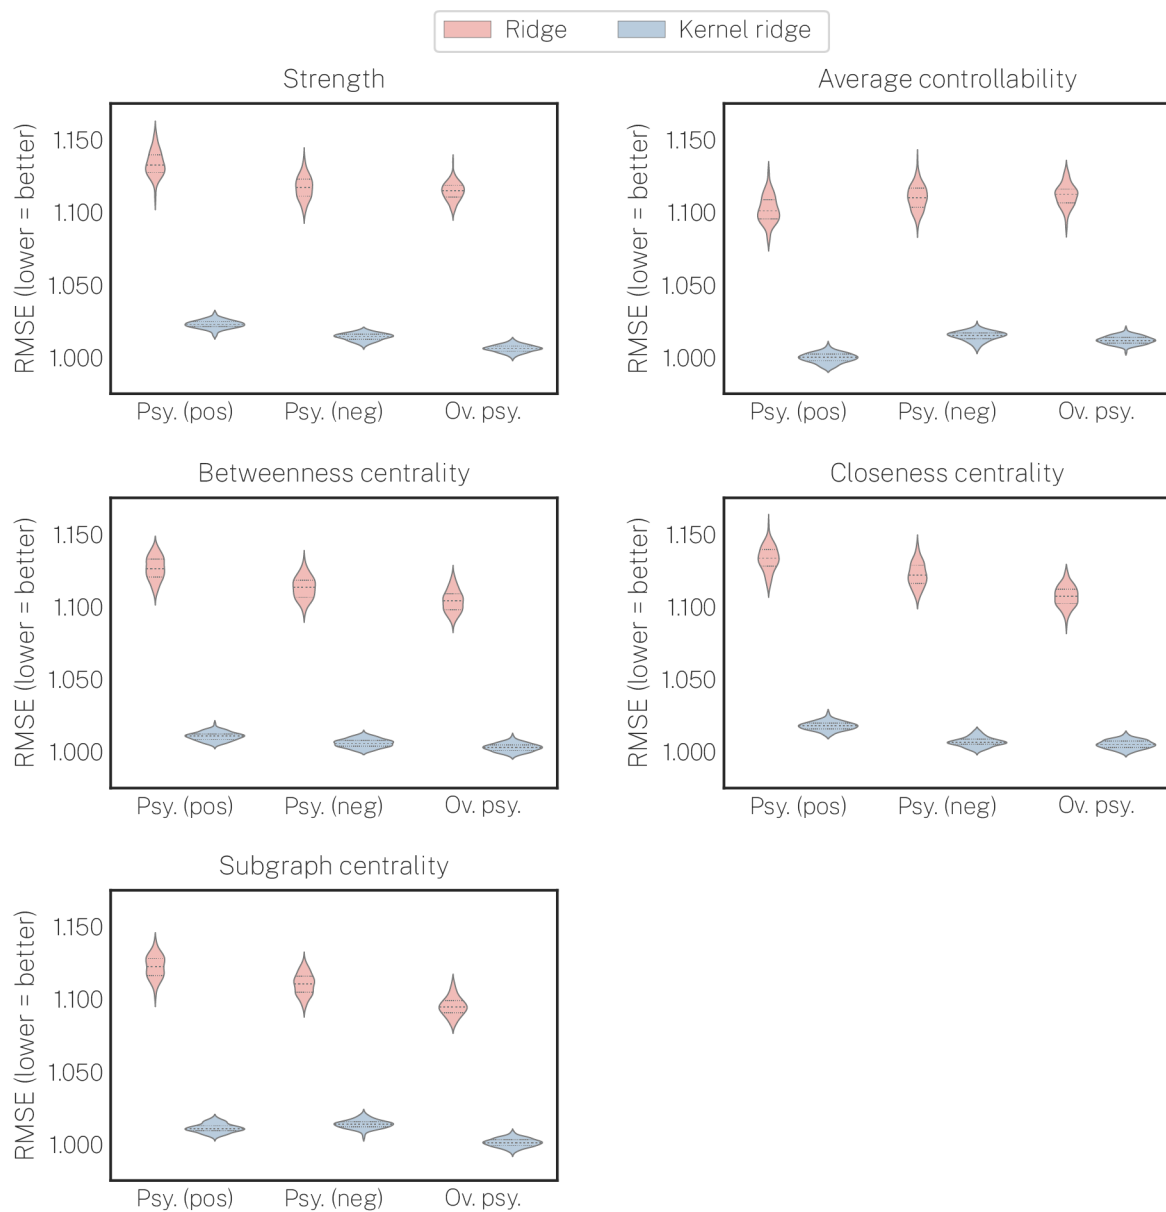 Ridge Kernel ridge
Strength
RMSE (lower = better)
1.150
1.100
1.050
1.000
Psy. (pos) Psy. (neg) Ov. psy.
Average controllability
RMSE (lower = better)
1.150
1.100
1.050
1.000
Psy. (pos) Psy. (neg) Ov. psy.
Betweenness centrality
RMSE (lower = better)
1.150
1.100
1.050
1.000
Psy. (pos) Psy. (neg) Ov. psy.
Closeness centrality
RMSE (lower = better)
1.150
1.100
1.050
1.000
Psy. (pos) Psy. (neg) Ov. psy.
Subgraph centrality
RMSE (lower = better)
1.150
1.100
1.050
1.000
Psy. (pos) Psy. (neg) Ov. psy.